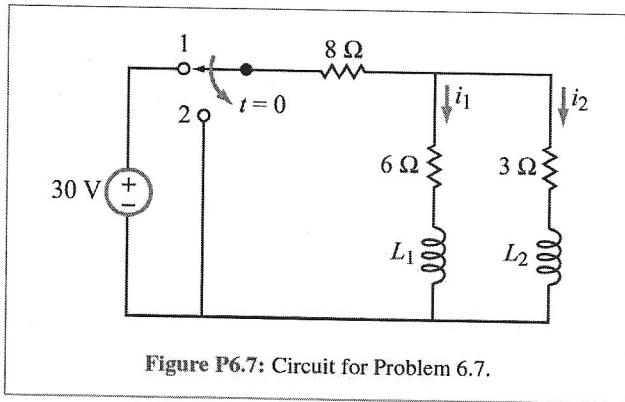 1
8 Ω
i1
i2
t = 0
2
6 Ω
3 Ω
30 V
+
−
L1
L2
Figure P6.7: Circuit for Problem 6.7.